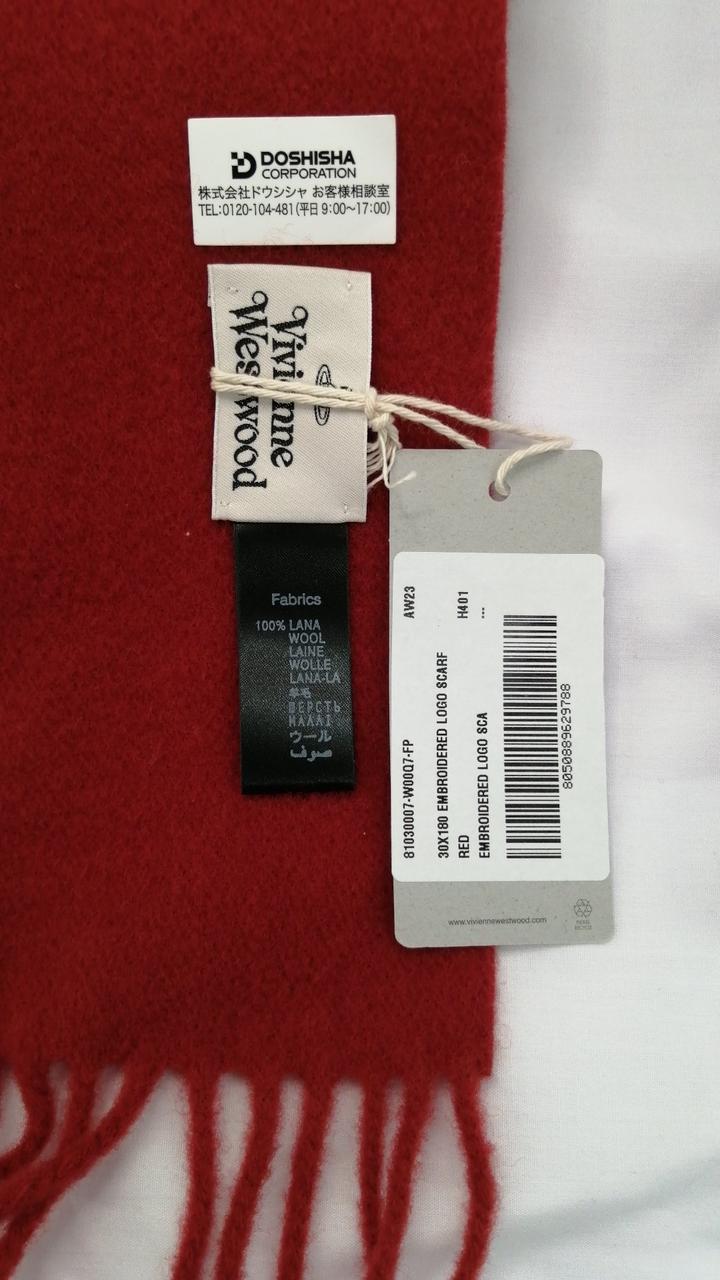 DOSHISHA
CORPORATION
株式会社ドウシシャ お客様相談室
TEL:0120-104-481(平日 9:00～17:00)
Vivienne
Westwood
Fabrics
100% LANA
WOOL
LAINE
WOLLE
LANA-LA
羊毛
ШЕРСТЬ
ΜΑΛΛΙ
ウール
صوف
81030007-W00Q7-FP
AW23
30X180 EMBROIDERED LOGO SCARF
RED
H401
EMBROIDERED LOGO SCA
...
8050889629788
www.viviennewestwood.com